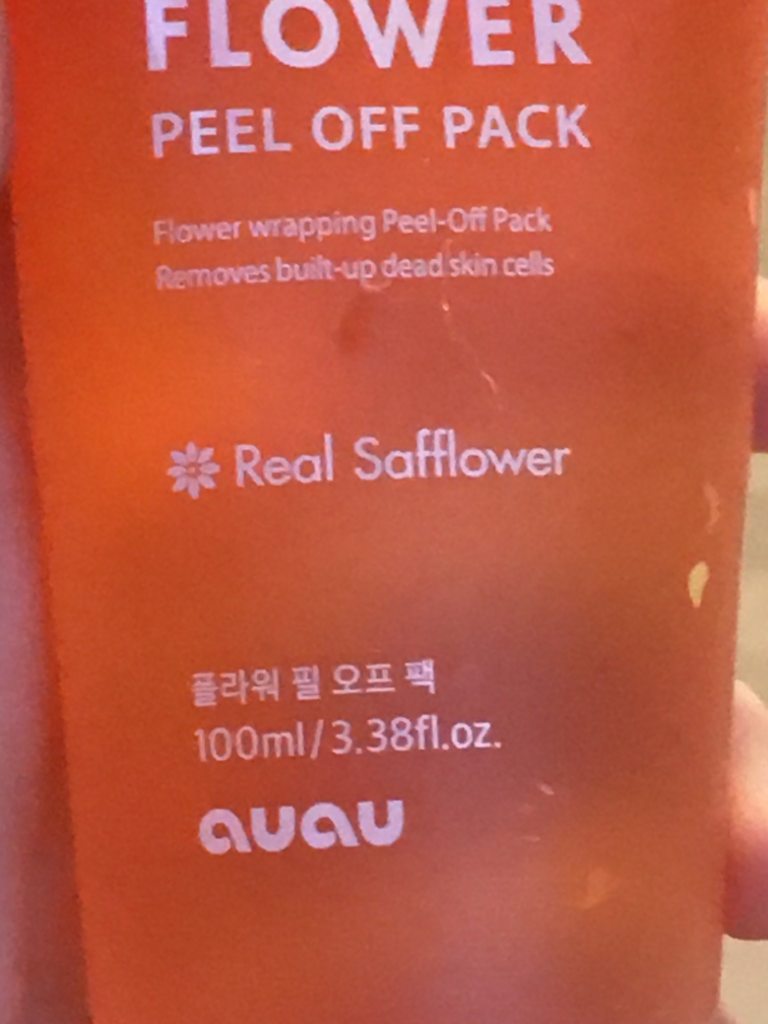 FLOWER
PEEL OFF PACK
Flower wrapping Peel-Off Pack
Removes built-up dead skin cells
Real Safflower
플라워 필 오프 팩
100ml/3.38fl.oz.
auau